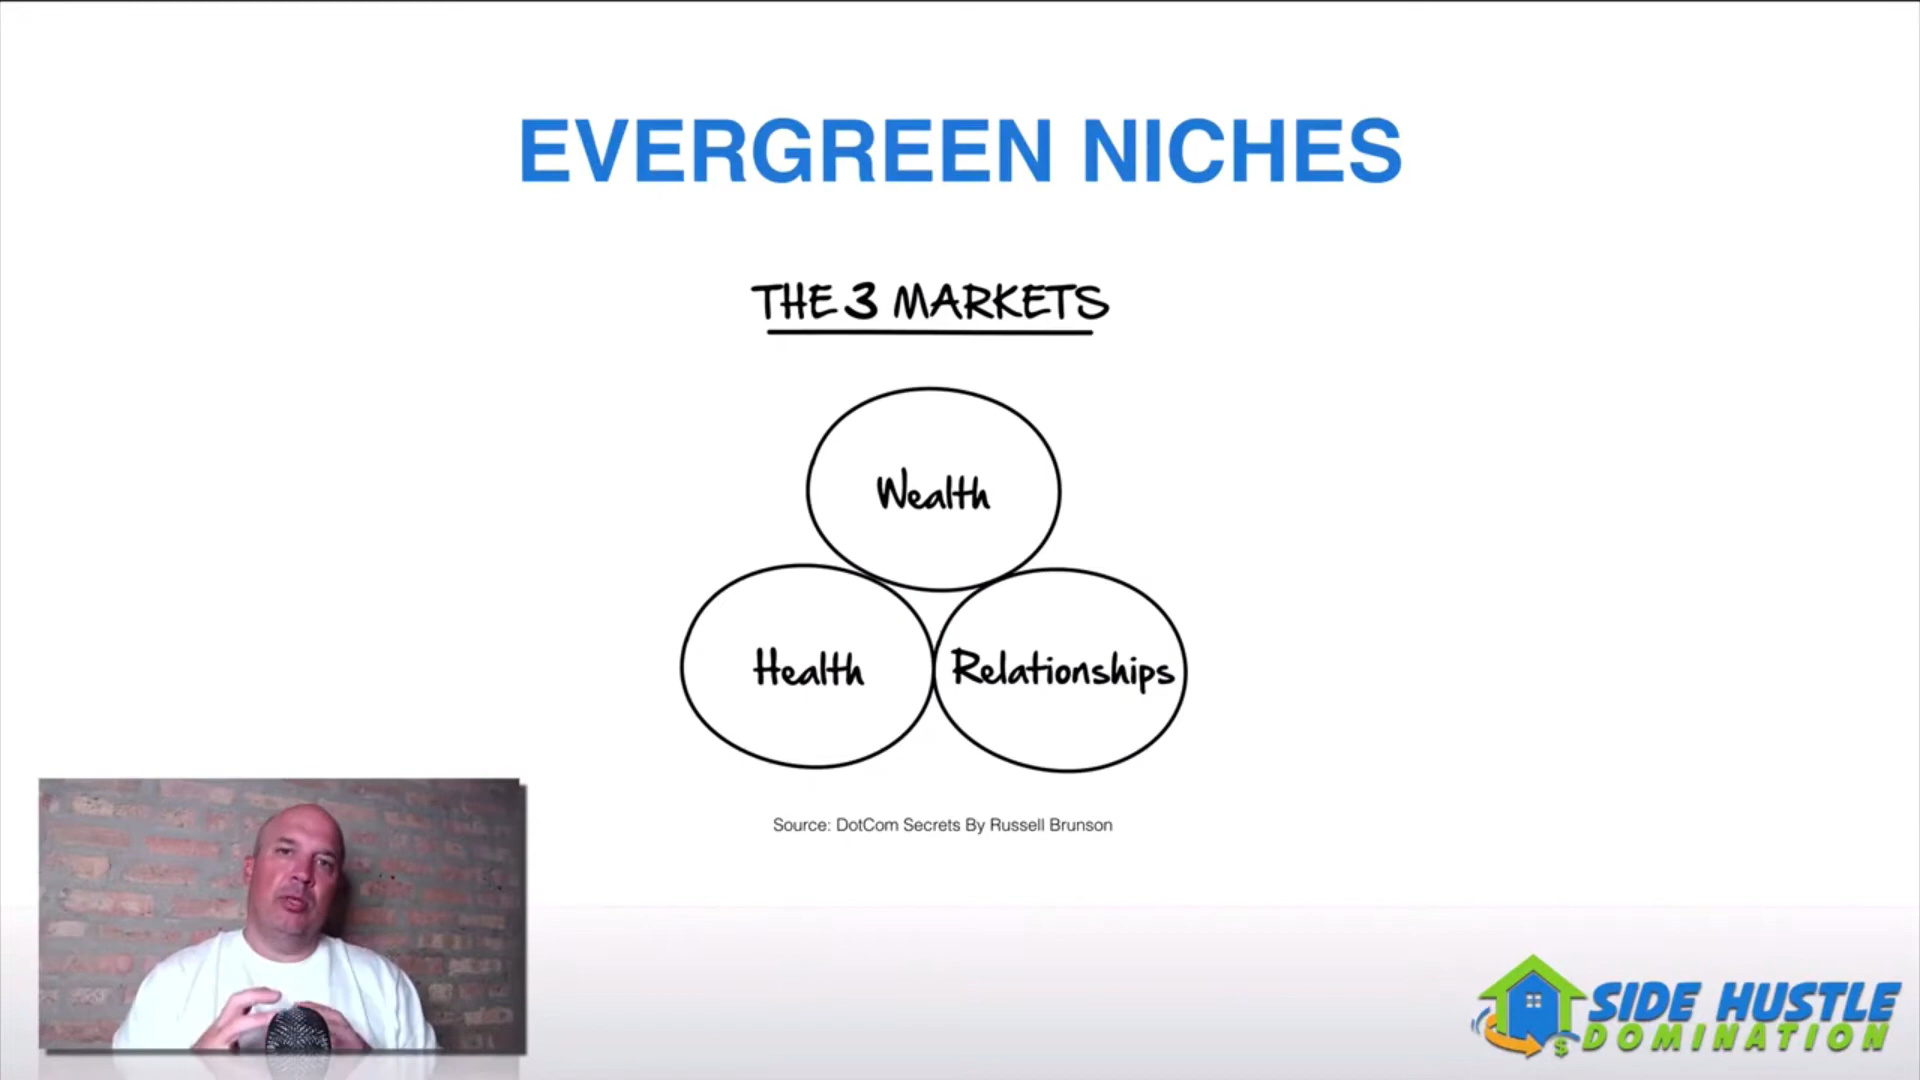 EVERGREEN NICHES
THE 3 MARKETS
Wealth
Health
Relationships
Source: DotCom Secrets By Russell Brunson
SIDE HUSTLE
DOMINATION
$